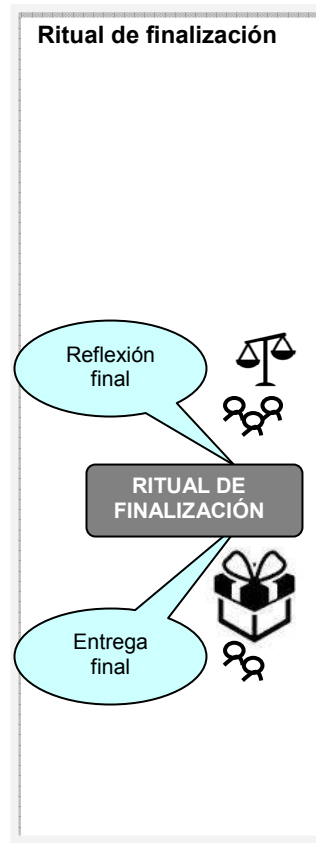 Ritual de finalización
Reflexión
final
RITUAL DE
FINALIZACIÓN
Entrega
final